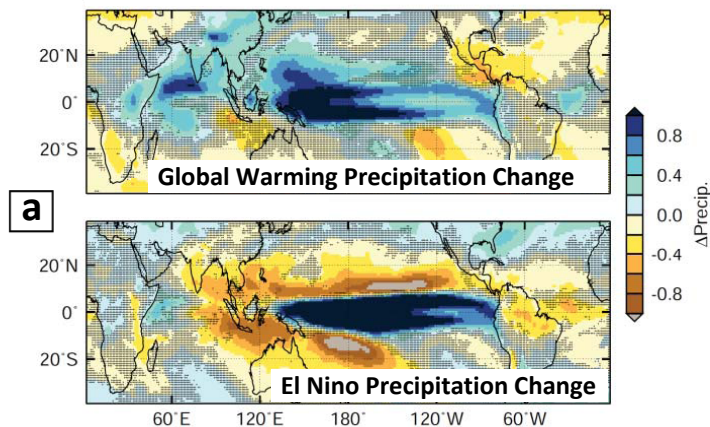 20°N
0°
20°S
Global Warming Precipitation Change
a
20°N
0°
20°S
El Nino Precipitation Change
60°E 120°E 180° 120°W 60°W
0.8
0.4
0.0
-0.4
-0.8
ΔPrecip.